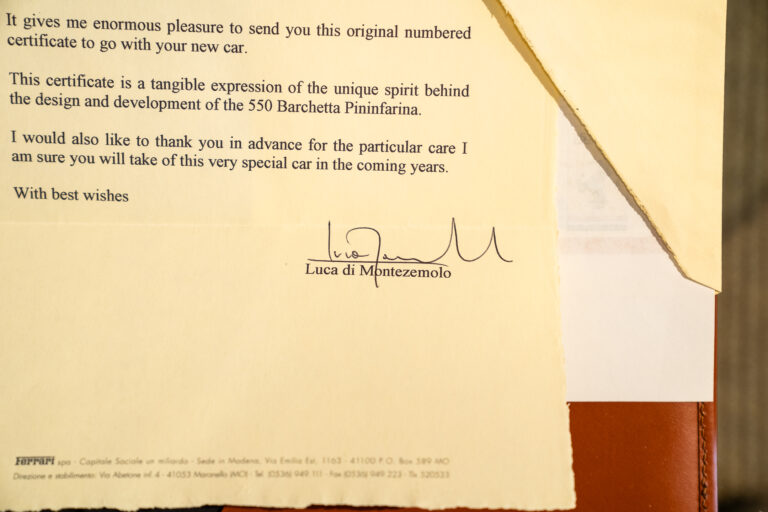 It gives me enormous pleasure to send you this original numbered
certificate to go with your new car.
This certificate is a tangible expression of the unique spirit behind
the design and development of the 550 Barchetta Pininfarina.
I would also like to thank you in advance for the particular care I
am sure you will take of this very special car in the coming years.
With best wishes
Luca di Montezemolo
Ferrari spa - Capitale Sociale un miliardo - Sede in Modena, Via Emilia Est, 1163 - 41100 P.O. Box 589 MO
Direzione e stabilimento: Via Abetone inf. 4 - 41053 Maranello (MO) - Tel. (0536) 949 111 - Fax (0536) 949 223 - Tlx 520523